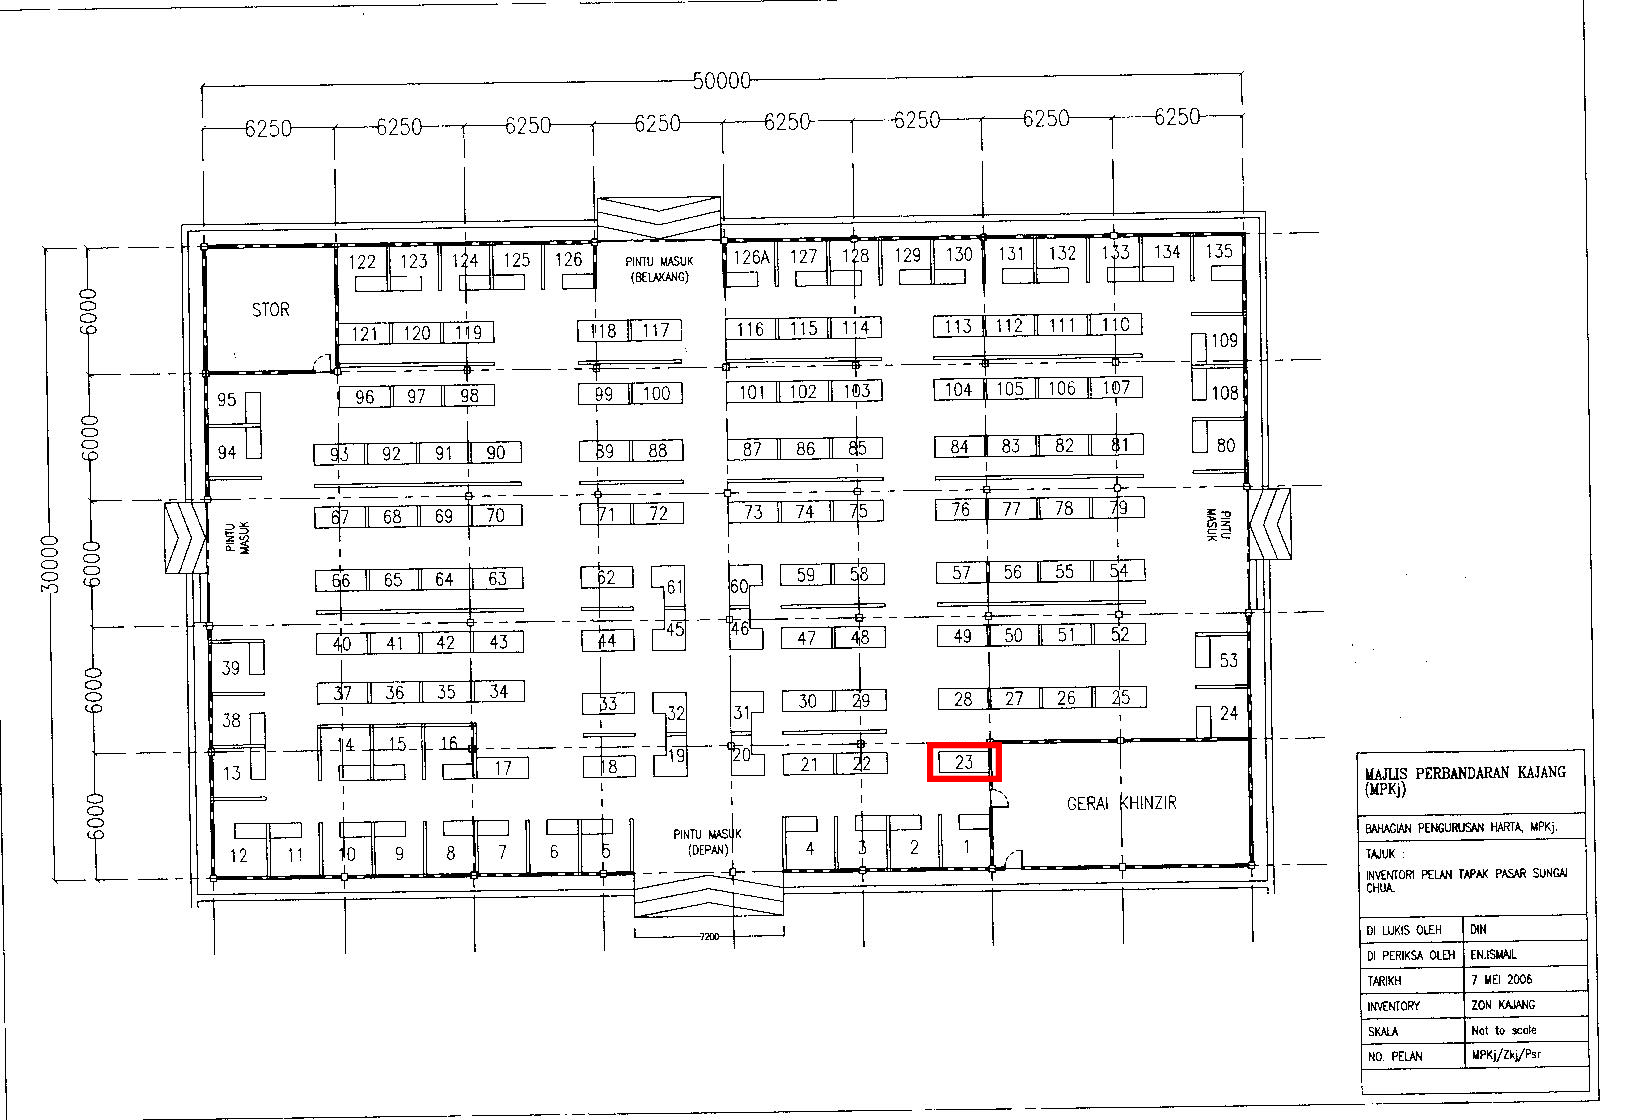 50000
6250 6250 6250 6250 6250 6250 6250 6250
122 123 124 125 126 PINTU MASUK 126A 127 128 129 130 131 132 133 134 135
(BELAKANG)
6000
STOR
121 120 119 118 117 116 115 114 113 112 111 110
109
95 96 97 98 99 100 101 102 103 104 105 106 107 108
6000
94 93 92 91 90 89 88 87 86 85 84 83 82 81 80
67 68 69 70 71 72 73 74 75 76 77 78 79
PINTU MASUK
PINTU MASUK
30000
6000
66 65 64 63 62 61 60 59 58 57 56 55 54
40 41 42 43 44 45 46 47 48 49 50 51 52
39 53
6000
37 36 35 34 33 32 31 30 29 28 27 26 25
38 24
14 15 16 19 20
13 17 18 21 22 23
6000
GERAI KHINZIR
PINTU MASUK
(DEPAN)
12 11 10 9 8 7 6 5 4 3 2 1
7200
MAJLIS PERBANDARAN KAJANG
(MPKj)
BAHAGIAN PENGURUSAN HARTA, MPKj.
TAJUK :
INVENTORI PELAN TAPAK PASAR SUNGAI
CHUA.
DI LUKIS OLEH DIN
DI PERIKSA OLEH EN.ISMAIL
TARIKH 7 MEI 2006
INVENTORY ZON KAJANG
SKALA Not to scale
NO. PELAN MPKj/Zkj/Psr